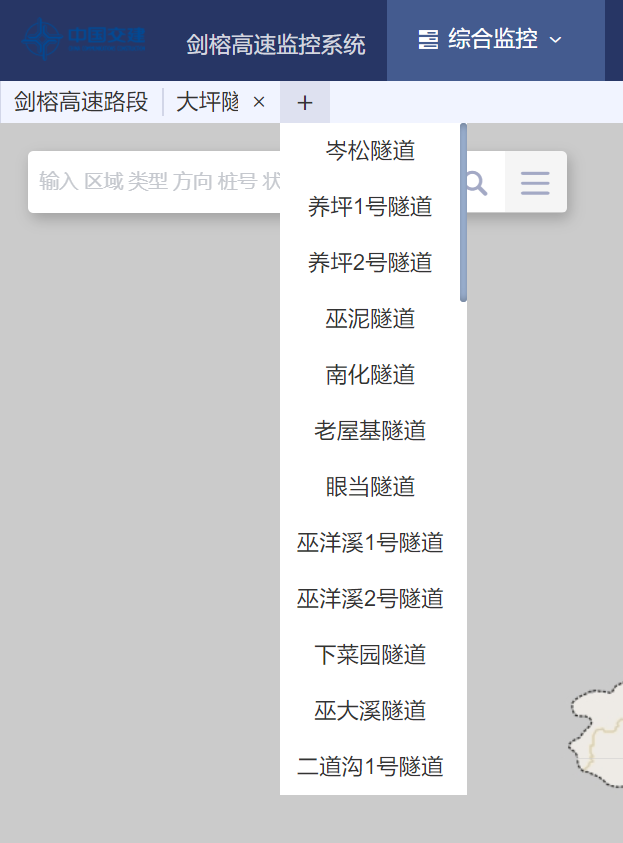 中国交建
剑榕高速监控系统
综合监控
剑榕高速路段
大坪隧
×
+
输入 区域 类型 方向 桩号 状
岑松隧道
养坪1号隧道
养坪2号隧道
巫泥隧道
南化隧道
老屋基隧道
眼当隧道
巫洋溪1号隧道
巫洋溪2号隧道
下菜园隧道
巫大溪隧道
二道沟1号隧道